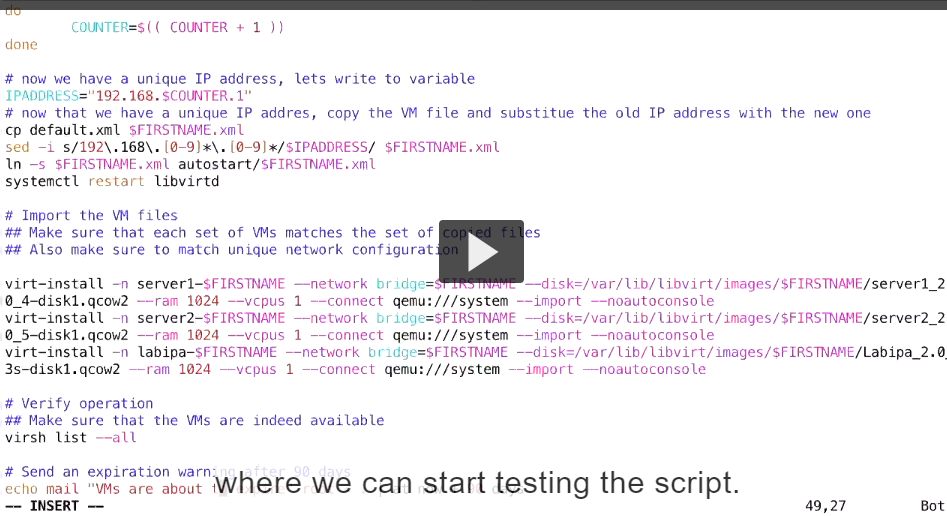 do
COUNTER=$(( COUNTER + 1 ))
done
# now we have a unique IP address, lets write to variable
IPADDRESS="192.168.$COUNTER.1"
# now that we have a unique IP addres, copy the VM file and substitue the old IP address with the new one
cp default.xml $FIRSTNAME.xml
sed -i s/192\.168\.[0-9]*\.[0-9]*/$IPADDRESS/ $FIRSTNAME.xml
ln -s $FIRSTNAME.xml autostart/$FIRSTNAME.xml
systemctl restart libvirtd
# Import the VM files
## Make sure that each set of VMs matches the set of copied files
## Also make sure to match unique network configuration
virt-install -n server1-$FIRSTNAME --network bridge=$FIRSTNAME --disk=/var/lib/libvirt/images/$FIRSTNAME/server1_2
0_4-disk1.qcow2 --ram 1024 --vcpus 1 --connect qemu:///system --import --noautoconsole
virt-install -n server2-$FIRSTNAME --network bridge=$FIRSTNAME --disk=/var/lib/libvirt/images/$FIRSTNAME/server2_2
0_5-disk1.qcow2 --ram 1024 --vcpus 1 --connect qemu:///system --import --noautoconsole
virt-install -n labipa-$FIRSTNAME --network bridge=$FIRSTNAME --disk=/var/lib/libvirt/images/$FIRSTNAME/Labipa_2.0_
3s-disk1.qcow2 --ram 1024 --vcpus 1 --connect qemu:///system --import --noautoconsole
# Verify operation
## Make sure that the VMs are indeed available
virsh list --all
# Send an expiration warning after 90 days
echo mail "VMs are about
where we can start testing the script.
-- INSERT -- 49,27 Bot